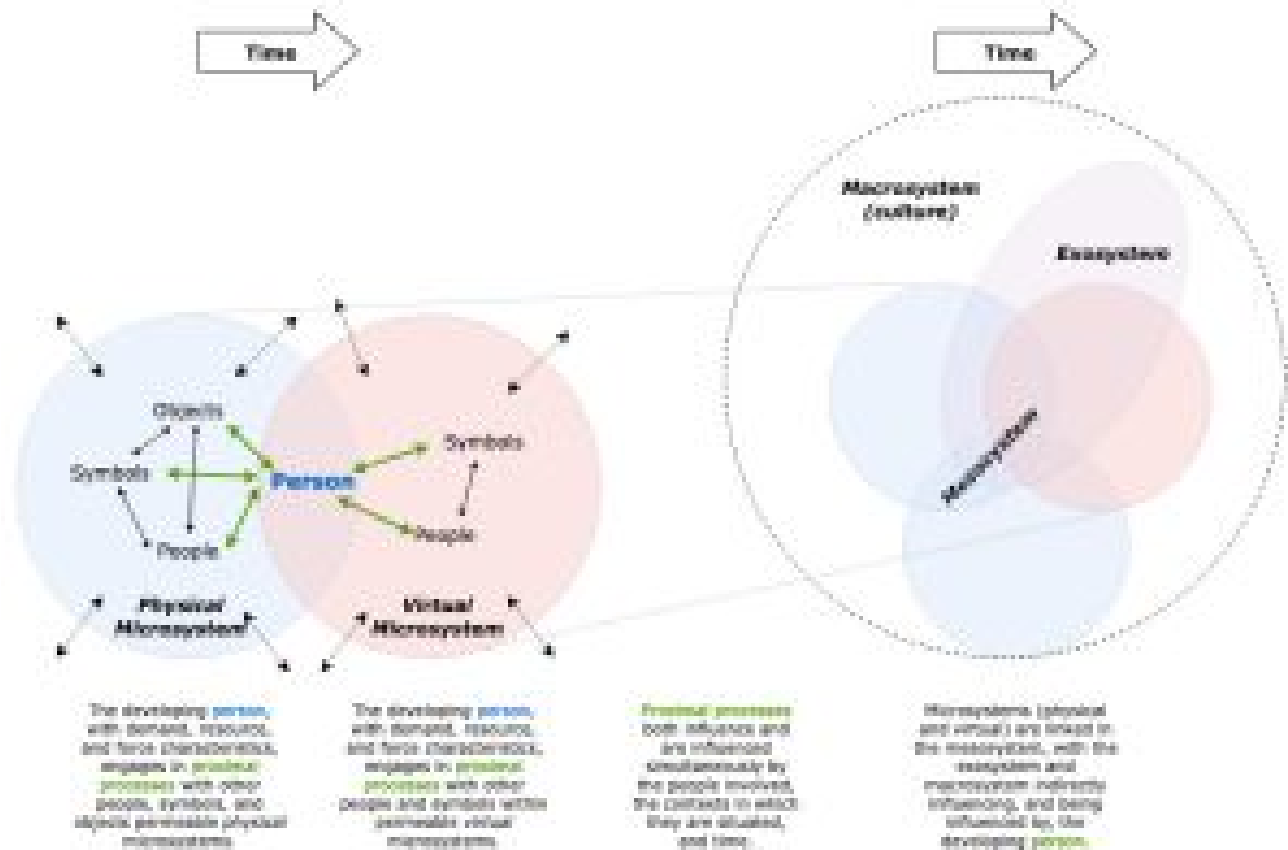 Time
Time
Macrosystem
(culture)
Exosystem
Mesosystem
Objects
Symbols
Person
People
Symbols
People
Physical
Microsystem
Virtual
Microsystem
The developing person,
with demand, resource,
and force characteristics,
engages in proximal
processes with other
people, symbols, and
objects permeable physical
microsystems.
The developing person,
with demand, resource,
and force characteristics,
engages in proximal
processes with other
people and symbols within
permeable virtual
microsystems.
Proximal processes
both influence and
are influenced
simultaneously by
the people involved,
the contexts in which
they are situated,
and time.
Microsystems (physical
and virtual) are linked in
the mesosystem, with the
exosystem and
macrosystem indirectly
influencing, and being
influenced by, the
developing person.